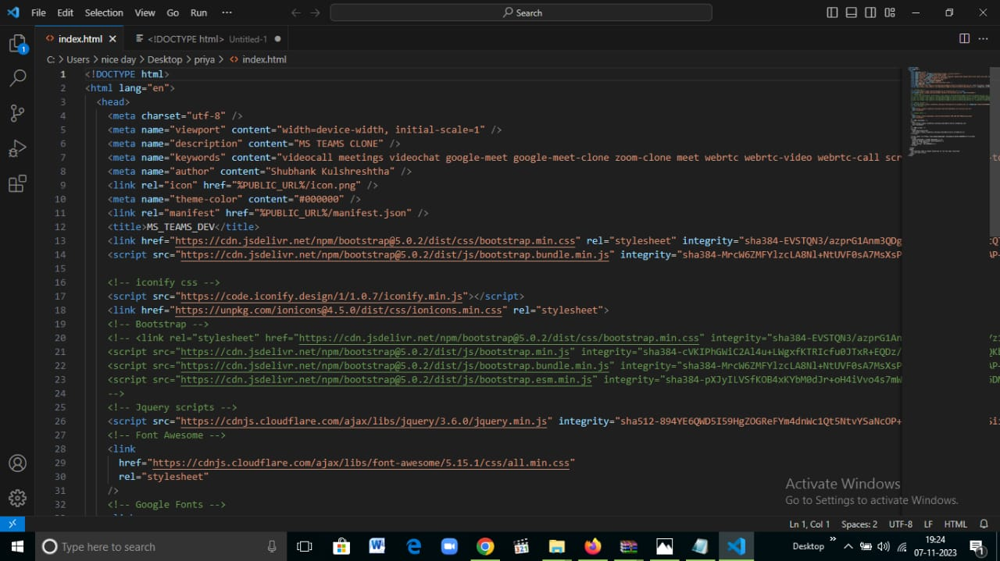 File Edit Selection View Go Run ··· Search
index.html <!DOCTYPE html> Untitled-1
C: > Users > nice day > Desktop > priya > index.html
1 <!DOCTYPE html>
2 <html lang="en">
3 <head>
4 <meta charset="utf-8" />
5 <meta name="viewport" content="width=device-width, initial-scale=1" />
6 <meta name="description" content="MS TEAMS CLONE" />
7 <meta name="keywords" content="videocall meetings videochat google-meet google-meet-clone zoom-clone meet webrtc webrtc-video webrtc-call scr
8 <meta name="author" content="Shubhank Kulshreshtha" />
9 <link rel="icon" href="%PUBLIC_URL%/icon.png" />
10 <meta name="theme-color" content="#000000" />
11 <link rel="manifest" href="%PUBLIC_URL%/manifest.json" />
12 <title>MS_TEAMS_DEV</title>
13 <link href="https://cdn.jsdelivr.net/npm/bootstrap@5.0.2/dist/css/bootstrap.min.css" rel="stylesheet" integrity="sha384-EVSTQN3/azprG1Anm3QDg
14 <script src="https://cdn.jsdelivr.net/npm/bootstrap@5.0.2/dist/js/bootstrap.bundle.min.js" integrity="sha384-MrcW6ZMFYlzcLA8Nl+NtUVF0sA7MsXsP
15
16 <!-- iconify css -->
17 <script src="https://code.iconify.design/1/1.0.7/iconify.min.js"></script>
18 <link href="https://unpkg.com/ionicons@4.5.0/dist/css/ionicons.min.css" rel="stylesheet">
19 <!-- Bootstrap -->
20 <!-- <link rel="stylesheet" href="https://cdn.jsdelivr.net/npm/bootstrap@5.0.2/dist/css/bootstrap.min.css" integrity="sha384-EVSTQN3/azprG1An
21 <script src="https://cdn.jsdelivr.net/npm/bootstrap@5.0.2/dist/js/bootstrap.min.js" integrity="sha384-cVKIPhGWiC2Al4u+LWgxfKTRIcfu0JTxR+EQDz/
22 <script src="https://cdn.jsdelivr.net/npm/bootstrap@5.0.2/dist/js/bootstrap.bundle.min.js" integrity="sha384-MrcW6ZMFYlzcLA8Nl+NtUVF0sA7MsXsP
23 <script src="https://cdn.jsdelivr.net/npm/bootstrap@5.0.2/dist/js/bootstrap.esm.min.js" integrity="sha384-pXJyILVSfKOB4xKYbM0dJr+oH4iVvo4s7mW
24 -->
25 <!-- Jquery scripts -->
26 <script src="https://cdnjs.cloudflare.com/ajax/libs/jquery/3.6.0/jquery.min.js" integrity="sha512-894YE6QWD5I59HgZOGReFYm4dnWc1Qt5NtvYSaNcOP+
27 <!-- Font Awesome -->
28 <link
29 href="https://cdnjs.cloudflare.com/ajax/libs/font-awesome/5.15.1/css/all.min.css"
30 rel="stylesheet"
31 />
32 <!-- Google Fonts -->
Activate Windows
Go to Settings to activate Windows.
Ln 1, Col 1 Spaces: 2 UTF-8 LF HTML
Type here to search Desktop 19:24
07-11-2023